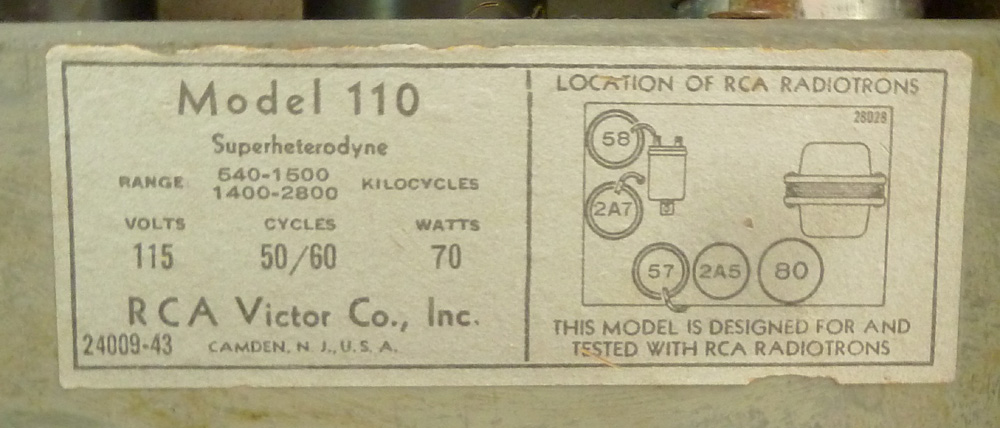 Model 110
Superheterodyne
RANGE 540-1500 KILOCYCLES
1400-2800
VOLTS CYCLES WATTS
115 50/60 70
RCA Victor Co., Inc.
24009-43 CAMDEN, N. J., U. S. A.
LOCATION OF RCA RADIOTRONS
28028
58
2A7
57 2A5 80
THIS MODEL IS DESIGNED FOR AND
TESTED WITH RCA RADIOTRONS